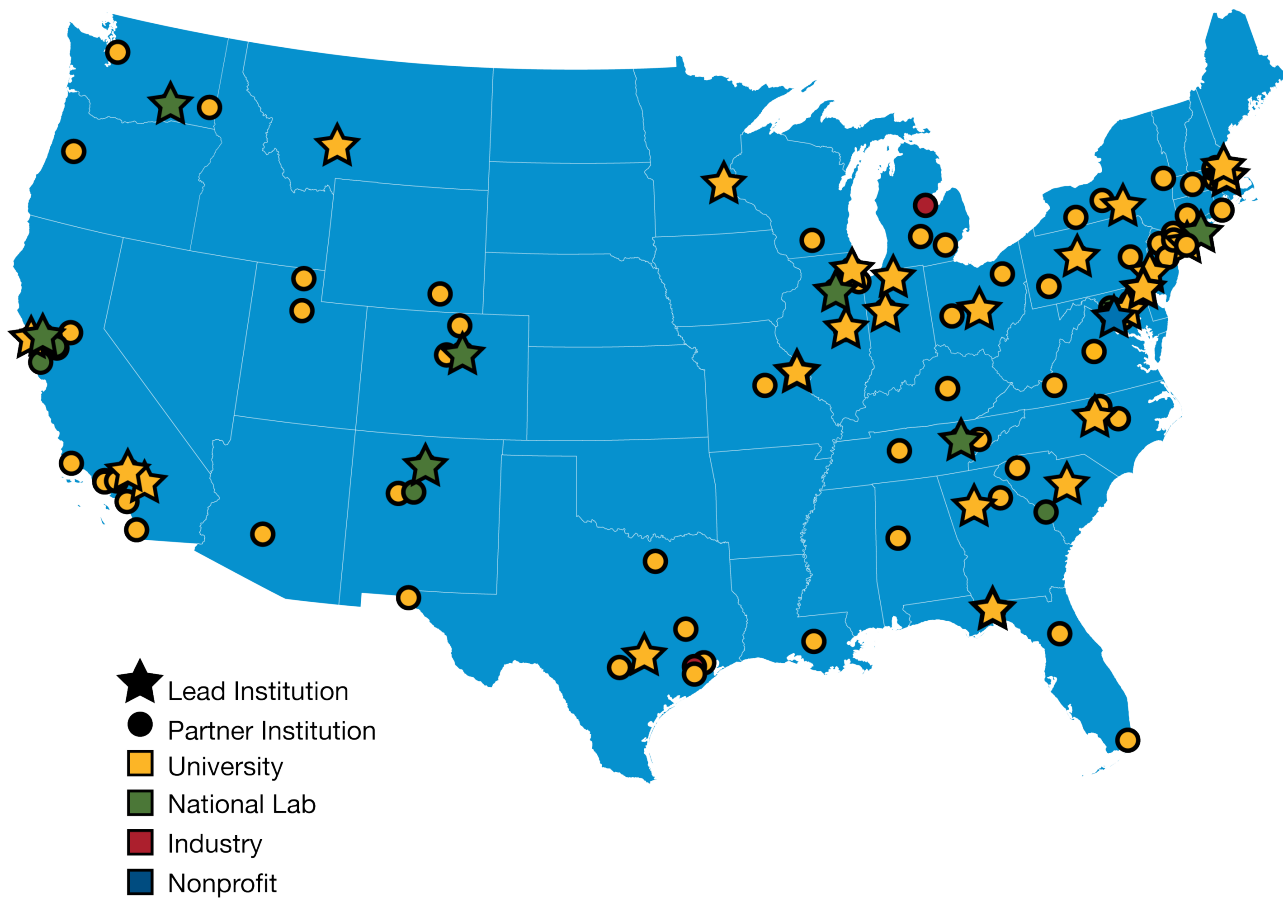 Lead Institution
Partner Institution
University
National Lab
Industry
Nonprofit